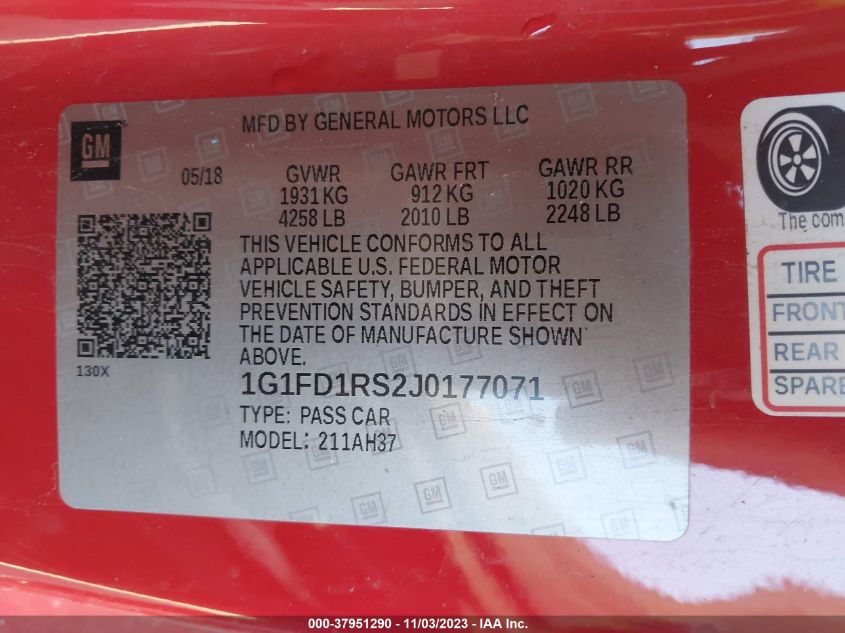 GM
MFD BY GENERAL MOTORS LLC
05/18 GVWR GAWR FRT GAWR RR
1931 KG 912 KG 1020 KG
4258 LB 2010 LB 2248 LB
THIS VEHICLE CONFORMS TO ALL
APPLICABLE U.S. FEDERAL MOTOR
VEHICLE SAFETY, BUMPER, AND THEFT
PREVENTION STANDARDS IN EFFECT ON
THE DATE OF MANUFACTURE SHOWN
ABOVE.
130X
1G1FD1RS2J0177071
TYPE: PASS CAR
MODEL: 211AH37
The com
TIRE
FRONT
REAR
SPARE
000-37951290 - 11/03/2023 - IAA Inc.